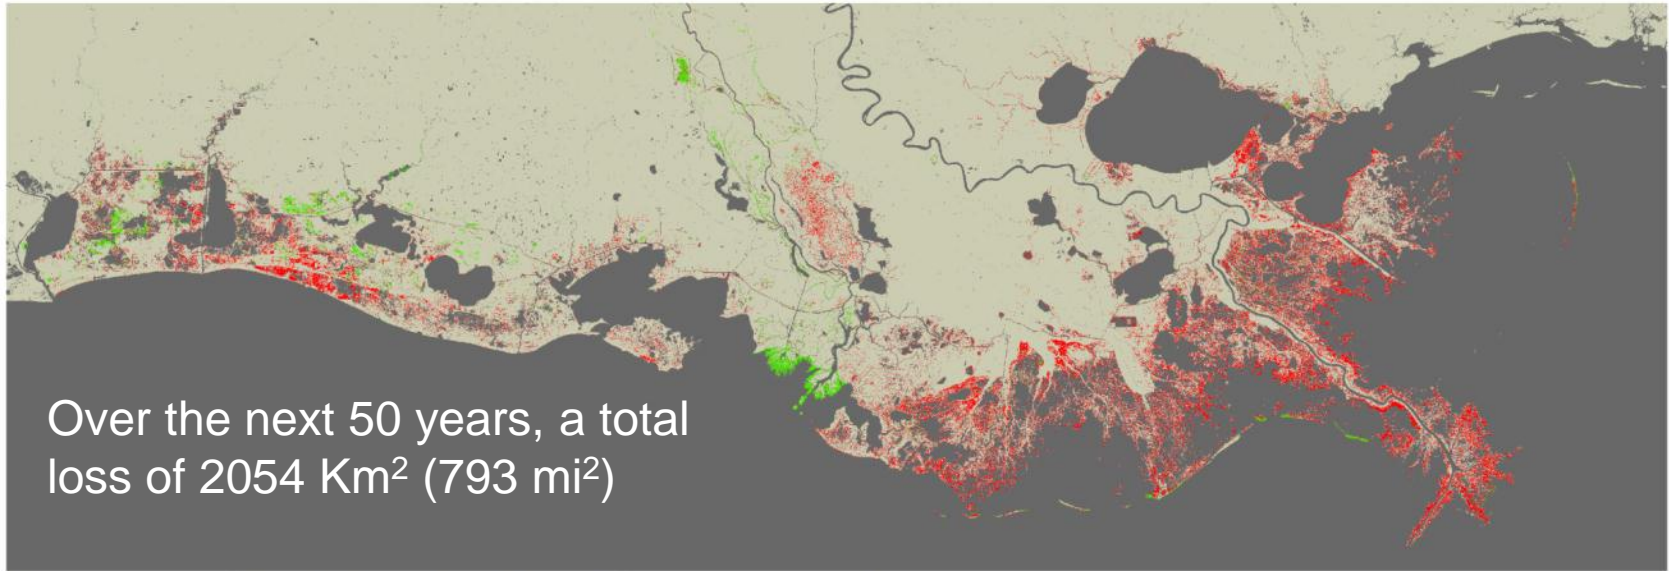 Over the next 50 years, a total
loss of 2054 Km² (793 mi²)